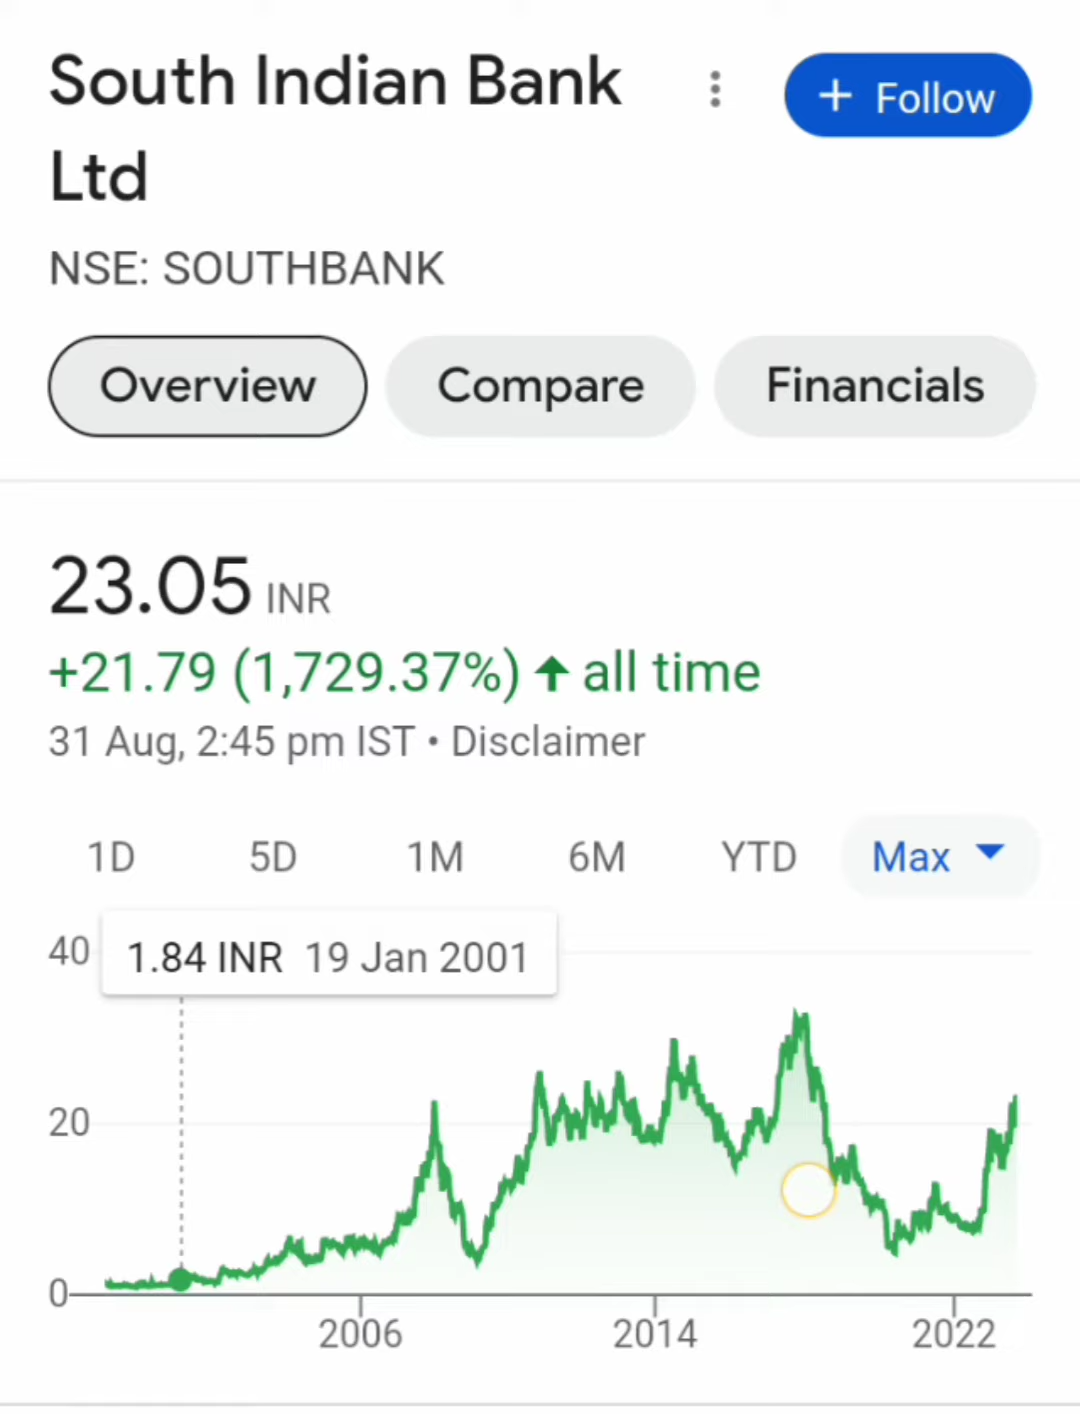 South Indian Bank
Ltd
+ Follow
NSE: SOUTHBANK
Overview Compare Financials
23.05 INR
+21.79 (1,729.37%) ↑ all time
31 Aug, 2:45 pm IST • Disclaimer
1D 5D 1M 6M YTD Max
1.84 INR 19 Jan 2001
40
20
0
2006 2014 2022